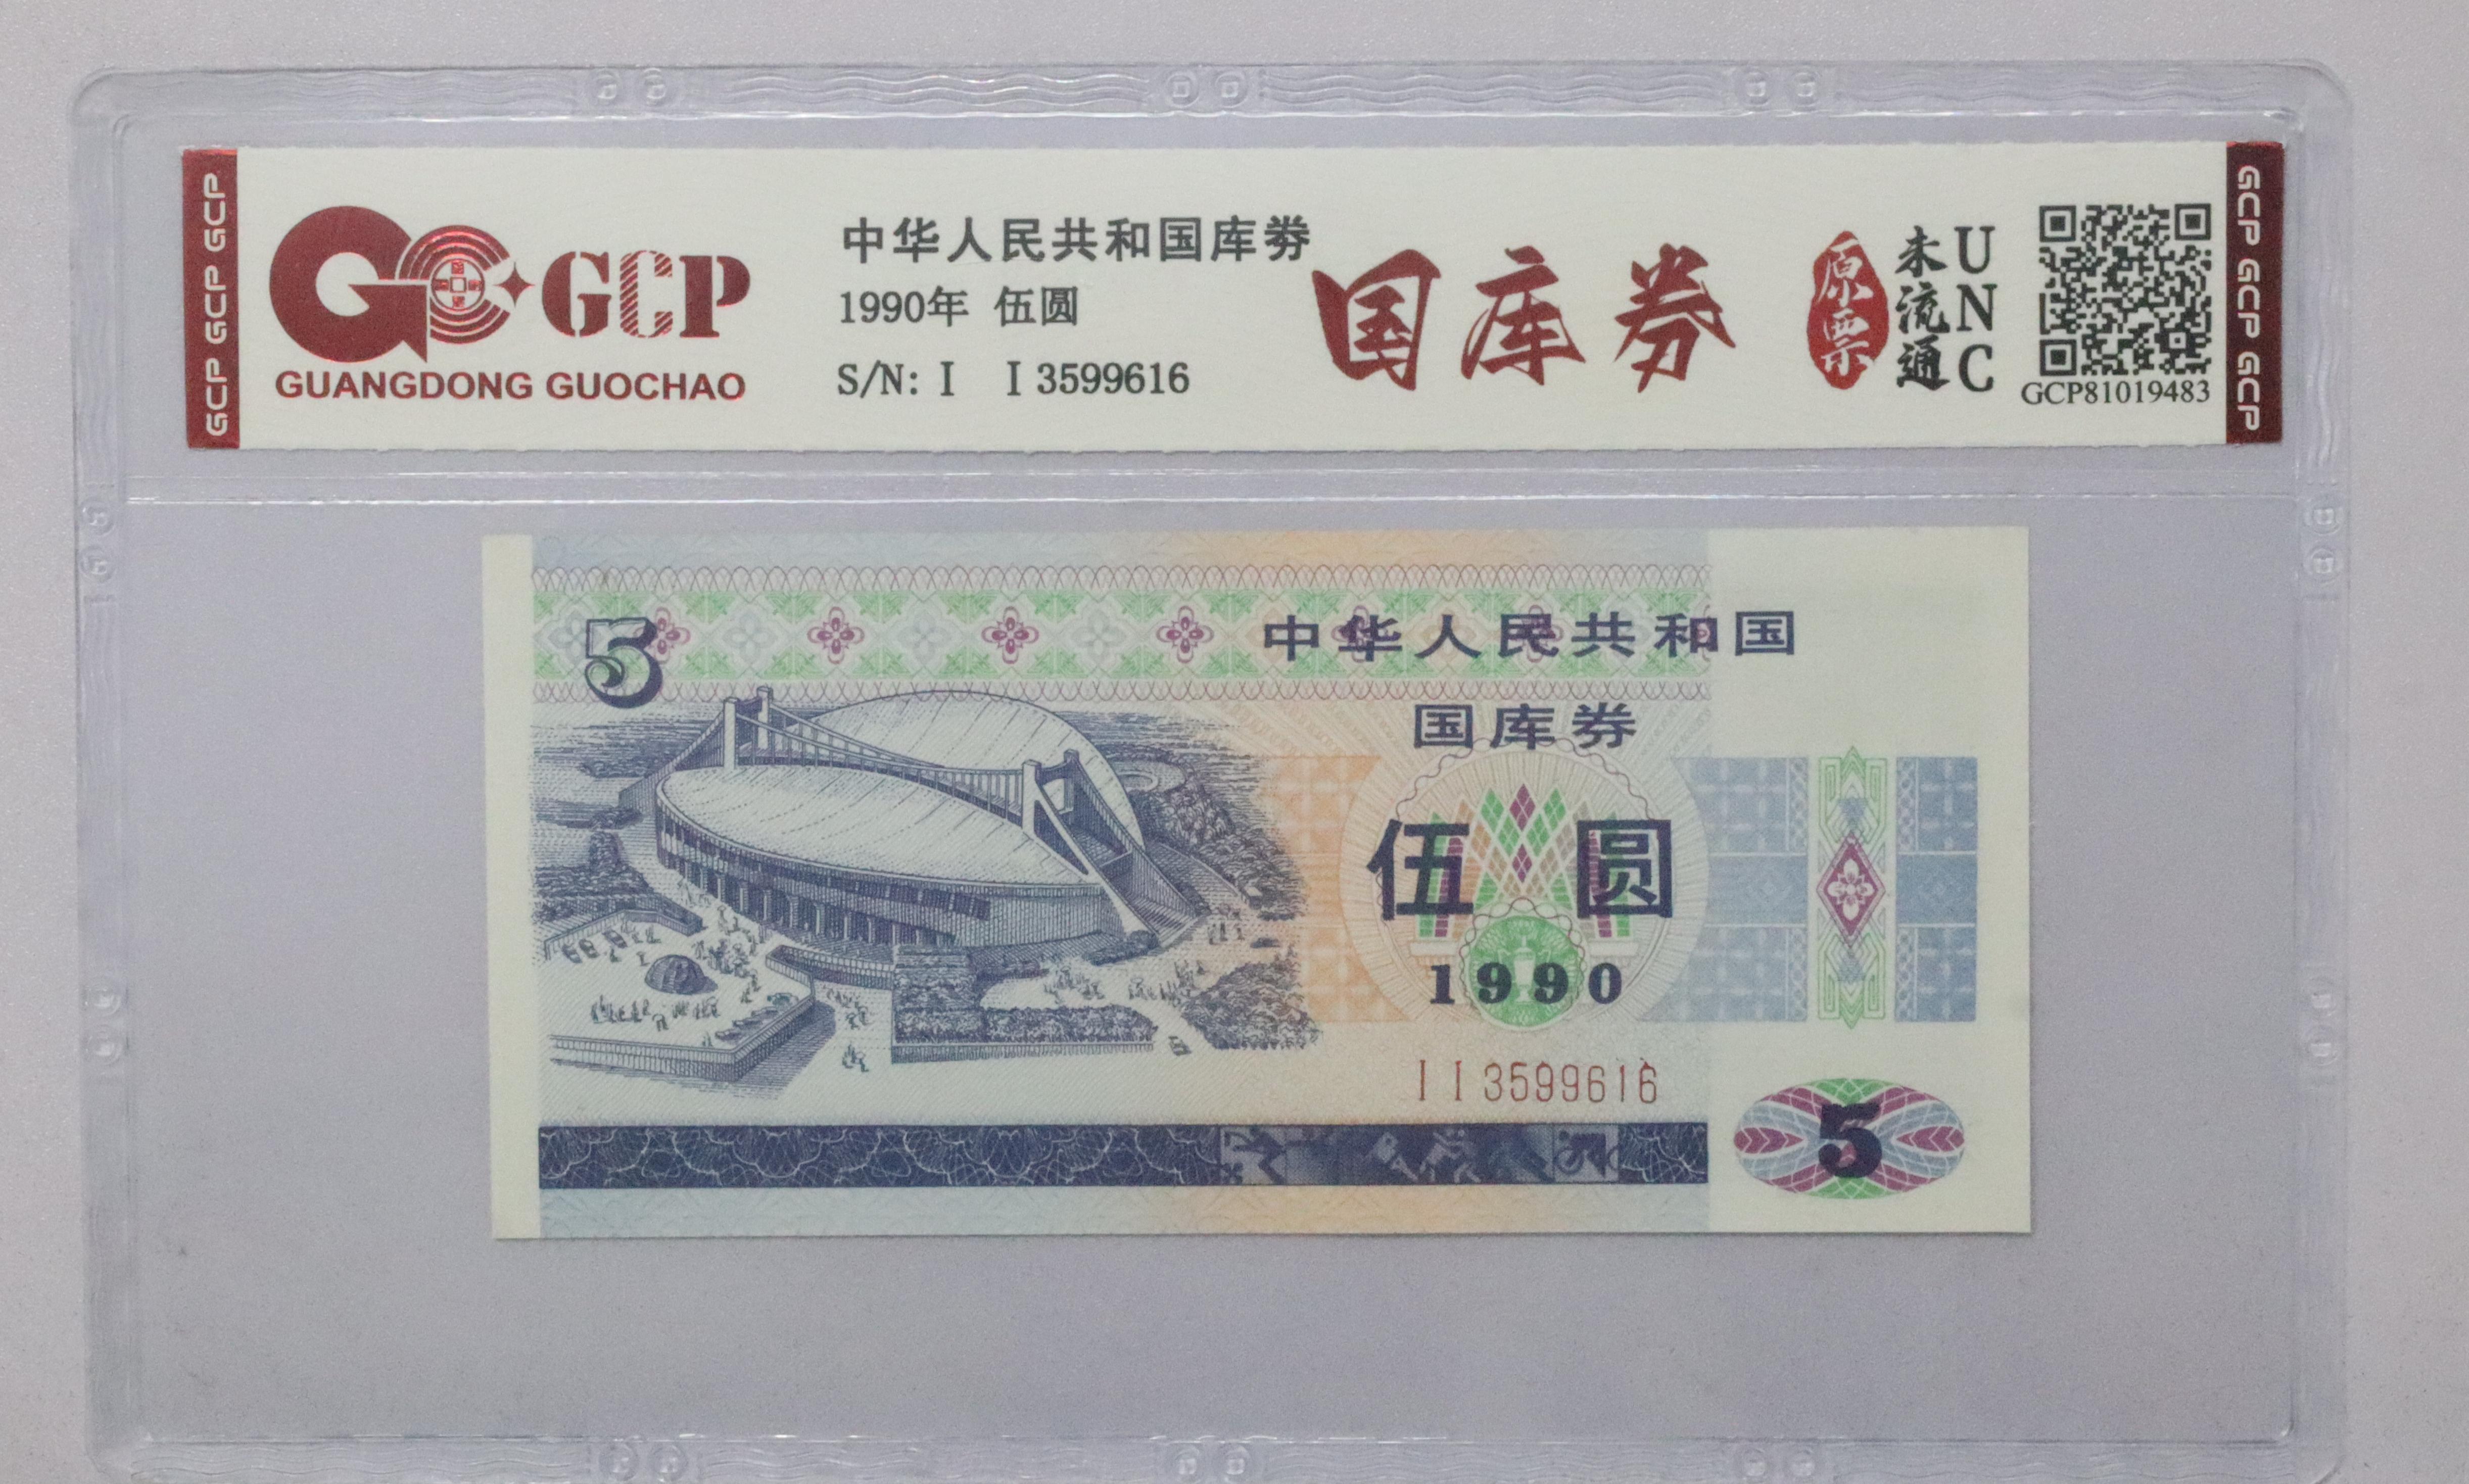 GCP GCP GCP
GCP
GUANGDONG GUOCHAO
中华人民共和国库券
1990年 伍圆
S/N: I I 3599616
国库券
原票
未流通
UNC
GCP81019483
GCP GCP GCP
5
中华人民共和国
国库券
伍圆
1990
I I 3599616
5